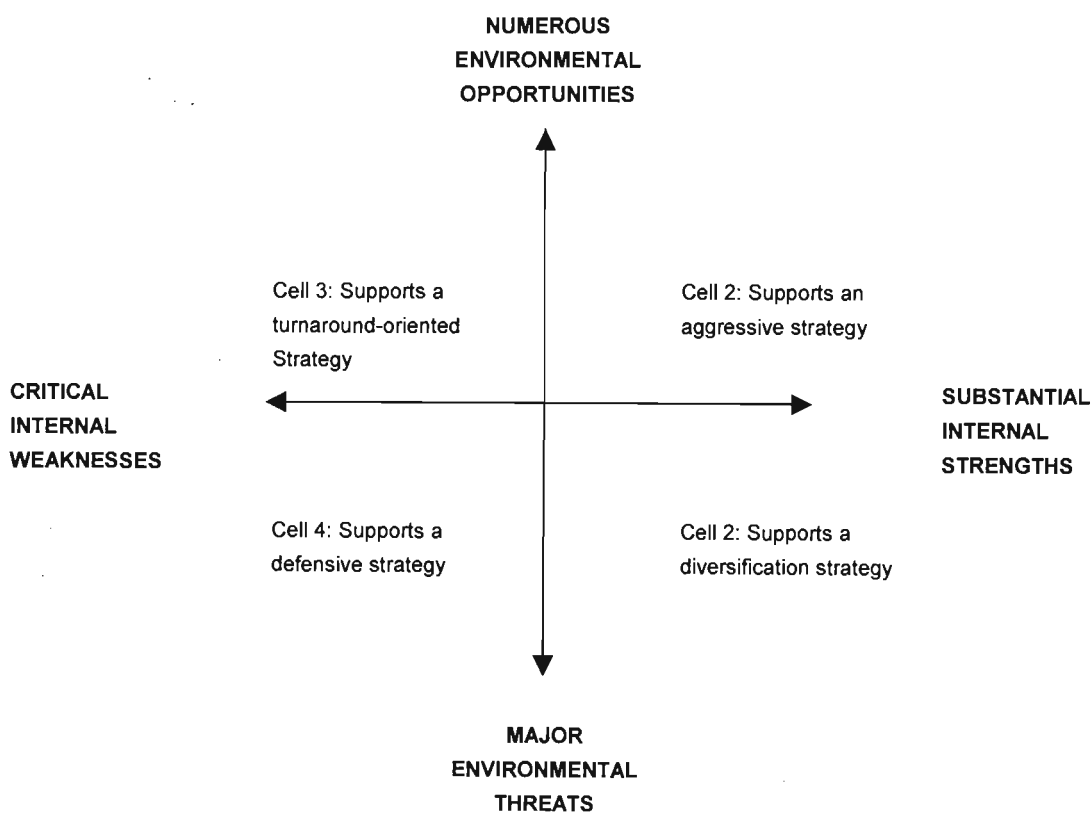 NUMEROUS
ENVIRONMENTAL
OPPORTUNITIES
Cell 3: Supports a
turnaround-oriented
Strategy
Cell 2: Supports an
aggressive strategy
CRITICAL
INTERNAL
WEAKNESSES
SUBSTANTIAL
INTERNAL
STRENGTHS
Cell 4: Supports a
defensive strategy
Cell 2: Supports a
diversification strategy
MAJOR
ENVIRONMENTAL
THREATS